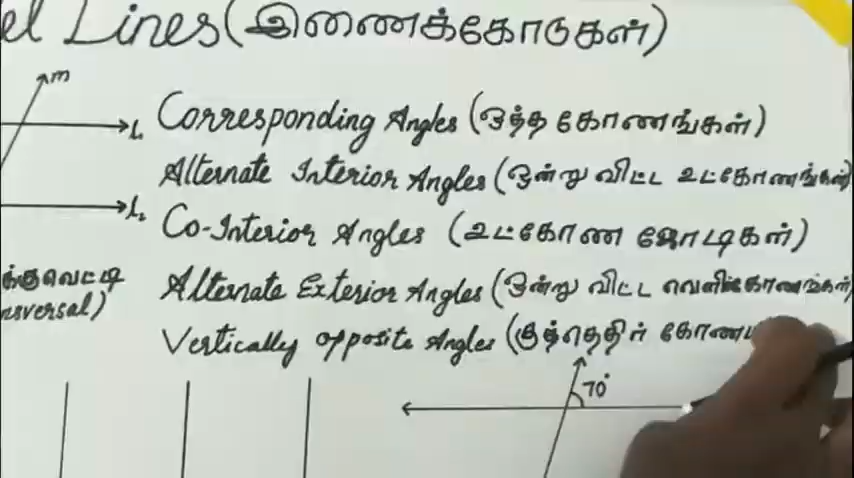 el Lines (இணைக்கோடுகள்)
m
l₁
Corresponding Angles (ஒத்த கோணங்கள்)
Alternate Interior Angles (ஒன்று விட்ட உட்கோணங்கள்)
l₂
Co-Interior Angles (உட்கோண ஜோடிகள்)
க்குவெட்டி
Alternate Exterior Angles (ஒன்று விட்ட வெளிக்கோணங்கள்)
nsversal)
Vertically opposite Angles (குத்தெதிர் கோண
70°